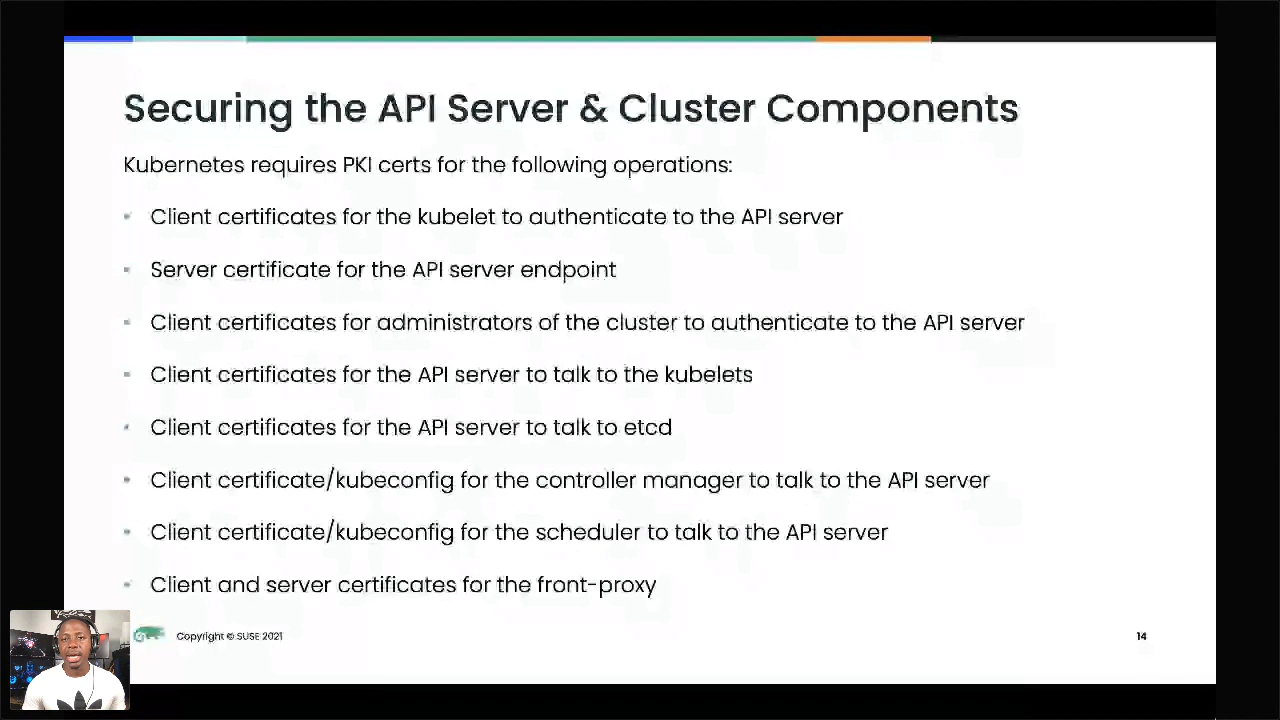 Securing the API Server & Cluster Components
Kubernetes requires PKI certs for the following operations:
Client certificates for the kubelet to authenticate to the API server
Server certificate for the API server endpoint
Client certificates for administrators of the cluster to authenticate to the API server
Client certificates for the API server to talk to the kubelets
Client certificates for the API server to talk to etcd
Client certificate/kubeconfig for the controller manager to talk to the API server
Client certificate/kubeconfig for the scheduler to talk to the API server
Client and server certificates for the front-proxy
Copyright © SUSE 2021
14